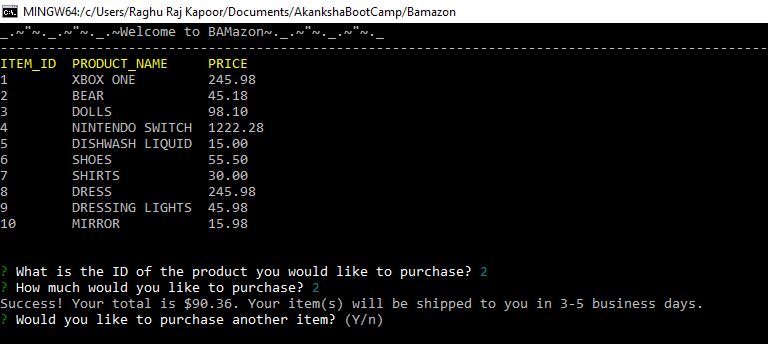 MINGW64:/c/Users/Raghu Raj Kapoor/Documents/AkankshaBootCamp/Bamazon
_.~"~._.~"~._.~Welcome to BAMazon~._.~"~._.~"~._
------------------------------------------------------------------------------------------------
ITEM_ID  PRODUCT_NAME     PRICE
1        XBOX ONE         245.98
2        BEAR             45.18
3        DOLLS            98.10
4        NINTENDO SWITCH  1222.28
5        DISHWASH LIQUID  15.00
6        SHOES            55.50
7        SHIRTS           30.00
8        DRESS            245.98
9        DRESSING LIGHTS  45.98
10       MIRROR           15.98
? What is the ID of the product you would like to purchase? 2
? How much would you like to purchase? 2
Success! Your total is $90.36. Your item(s) will be shipped to you in 3-5 business days.
? Would you like to purchase another item? (Y/n)